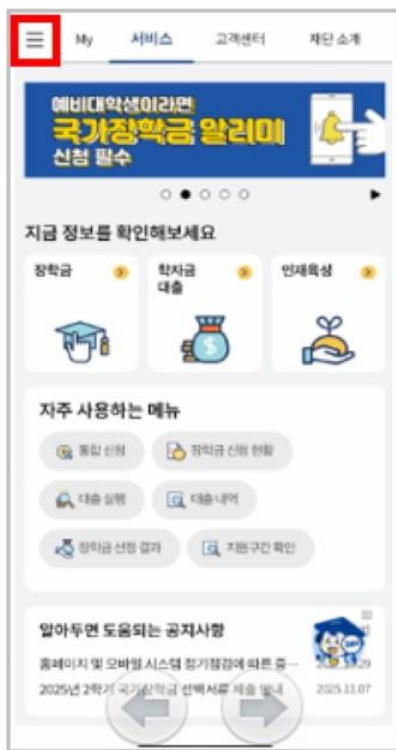 My 서비스 고객센터 재단 소개
예비대학생이라면
국가장학금 알리미
신청 필수
지금 정보를 확인해보세요
장학금
학자금
대출
인재육성
자주 사용하는 메뉴
통합 신청
장학금 신청 현황
대출 실행
대출 내역
장학금 선정 결과
지원구간 확인
알아두면 도움되는 공지사항
홈페이지 및 모바일 시스템 정기점검에 따른 중…
2025년 2학기 국가장학금 선택서류 제출 안내 2025.11.07